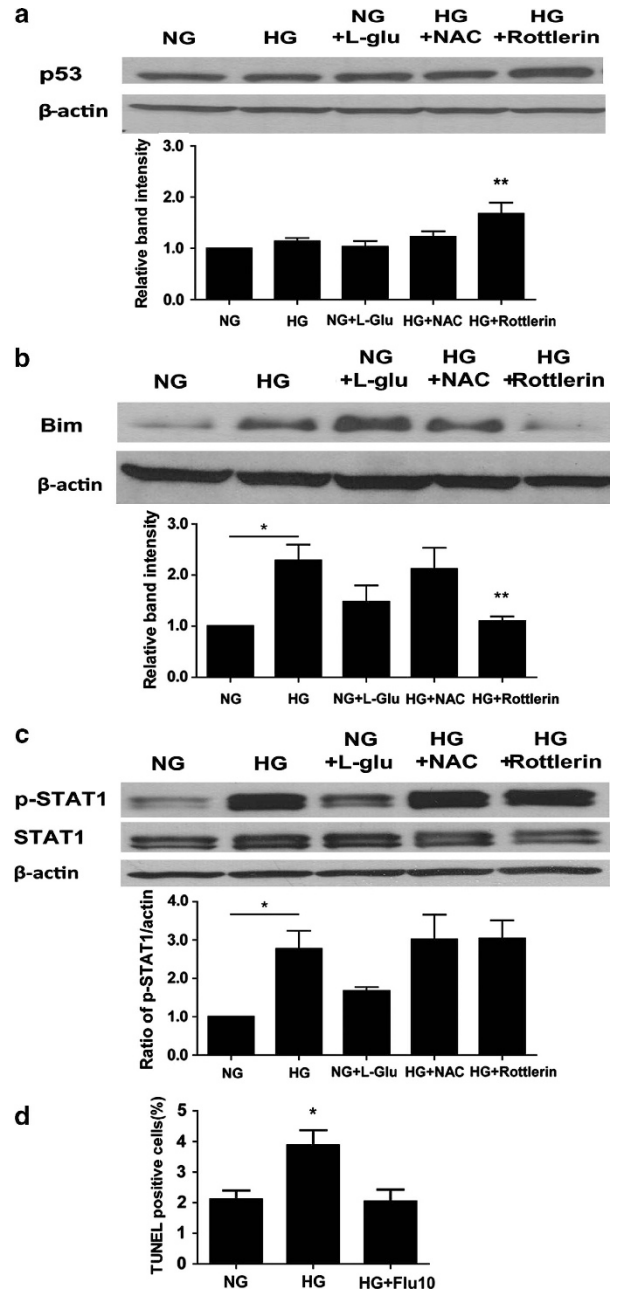 a
NG HG NG +L-glu HG +NAC HG +Rottlerin
p53
β-actin
Relative band intensity
3.0
2.0
1.0
0.0
**
NG HG NG+L-Glu HG+NAC HG+Rottlerin
b
NG HG NG +L-glu HG +NAC HG +Rottlerin
Bim
β-actin
Relative band intensity
3.0
2.0
1.0
0.0
*
**
NG HG NG+L-Glu HG+NAC HG+Rottlerin
c
NG HG NG +L-glu HG +NAC HG +Rottlerin
p-STAT1
STAT1
β-actin
Ratio of p-STAT1/actin
4.0
3.0
2.0
1.0
0.0
*
NG HG NG+L-Glu HG+NAC HG+Rottlerin
d
TUNEL positive cells(%)
5
4
3
2
1
0
*
NG HG HG+Flu10